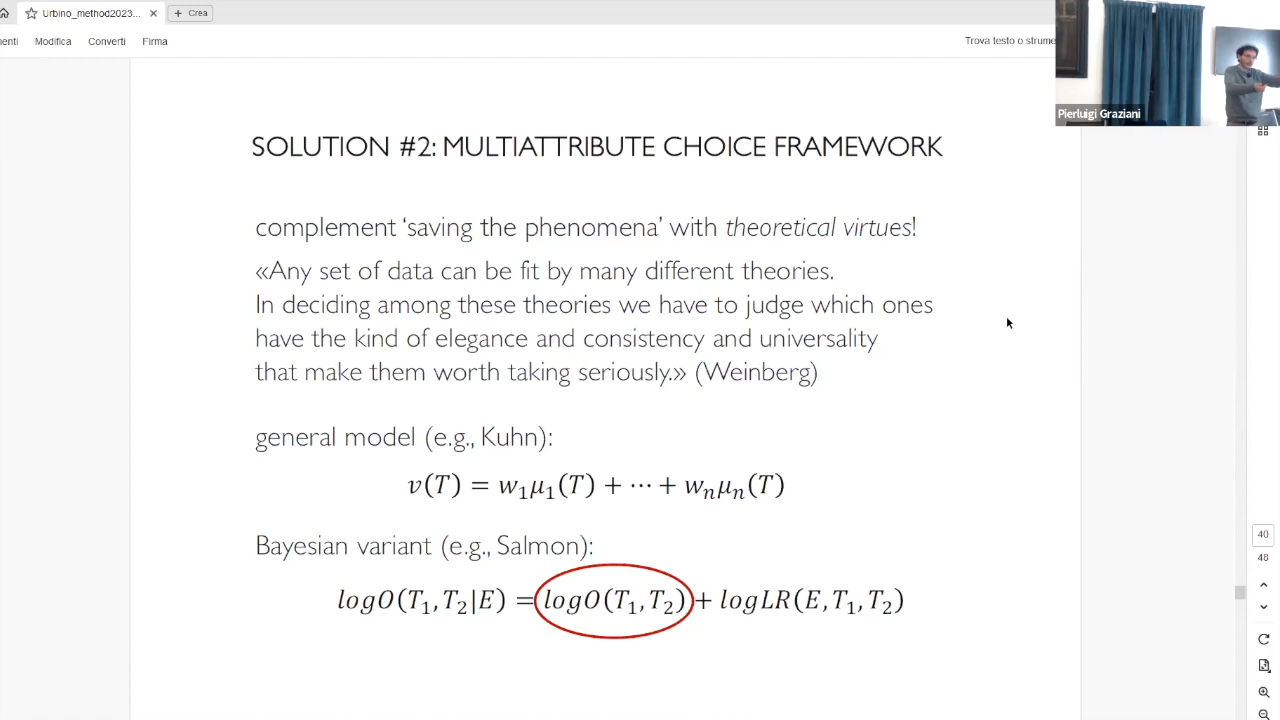 Urbino_method2023...
Crea
Modifica
Converti
Firma
Pierluigi Graziani
SOLUTION #2: MULTIATTRIBUTE CHOICE FRAMEWORK
complement ‘saving the phenomena’ with theoretical virtues!
«Any set of data can be fit by many different theories.
In deciding among these theories we have to judge which ones
have the kind of elegance and consistency and universality
that make them worth taking seriously.» (Weinberg)
general model (e.g., Kuhn):
v(T) = w₁μ₁(T) + ⋯ + wₙμₙ(T)
Bayesian variant (e.g., Salmon):
logO(T₁,T₂|E) = logO(T₁,T₂) + logLR(E,T₁,T₂)
Trova testo o
40
48